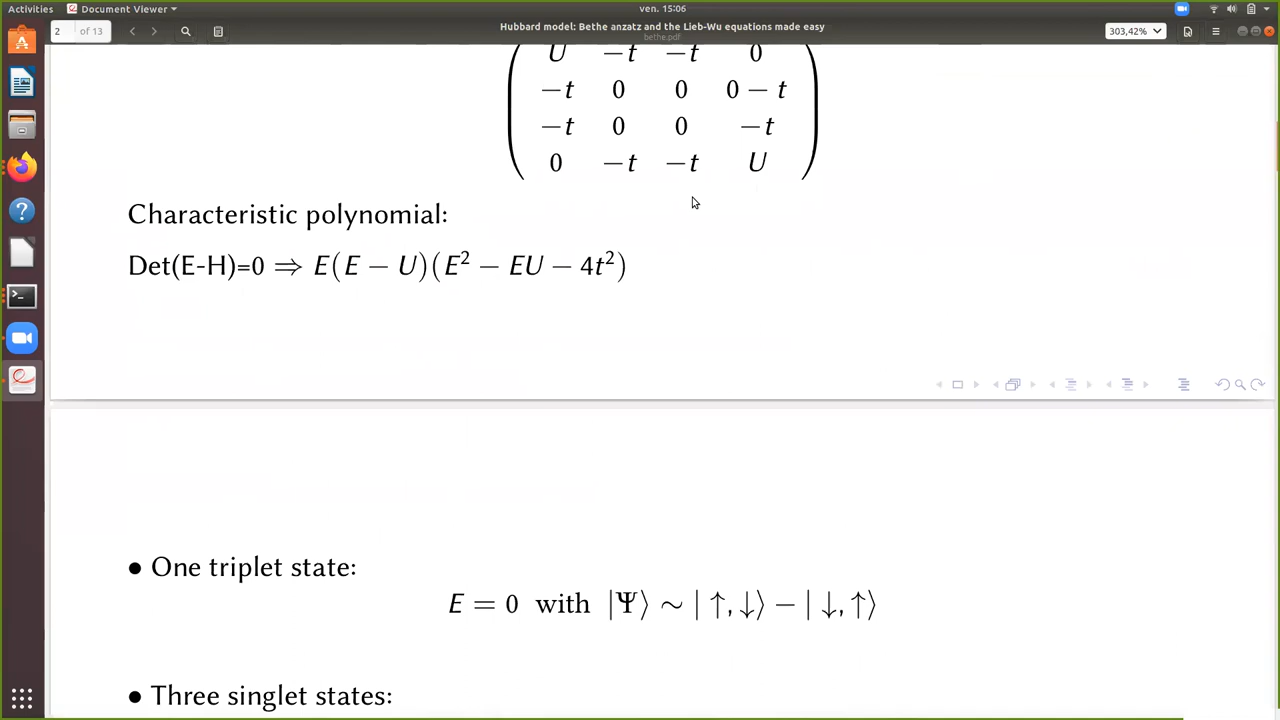 Activities
Document Viewer
ven. 15:06
2 of 13
Hubbard model: Bethe anzatz and the Lieb-Wu equations made easy
bethe.pdf
303,42%
U −t −t 0
−t 0 0 0 − t
−t 0 0 −t
0 −t −t U
Characteristic polynomial:
Det(E-H)=0 ⇒ E(E − U)(E² − EU − 4t²)
• One triplet state:
E = 0 with |Ψ⟩ ∼ | ↑, ↓⟩ − | ↓, ↑⟩
• Three singlet states: